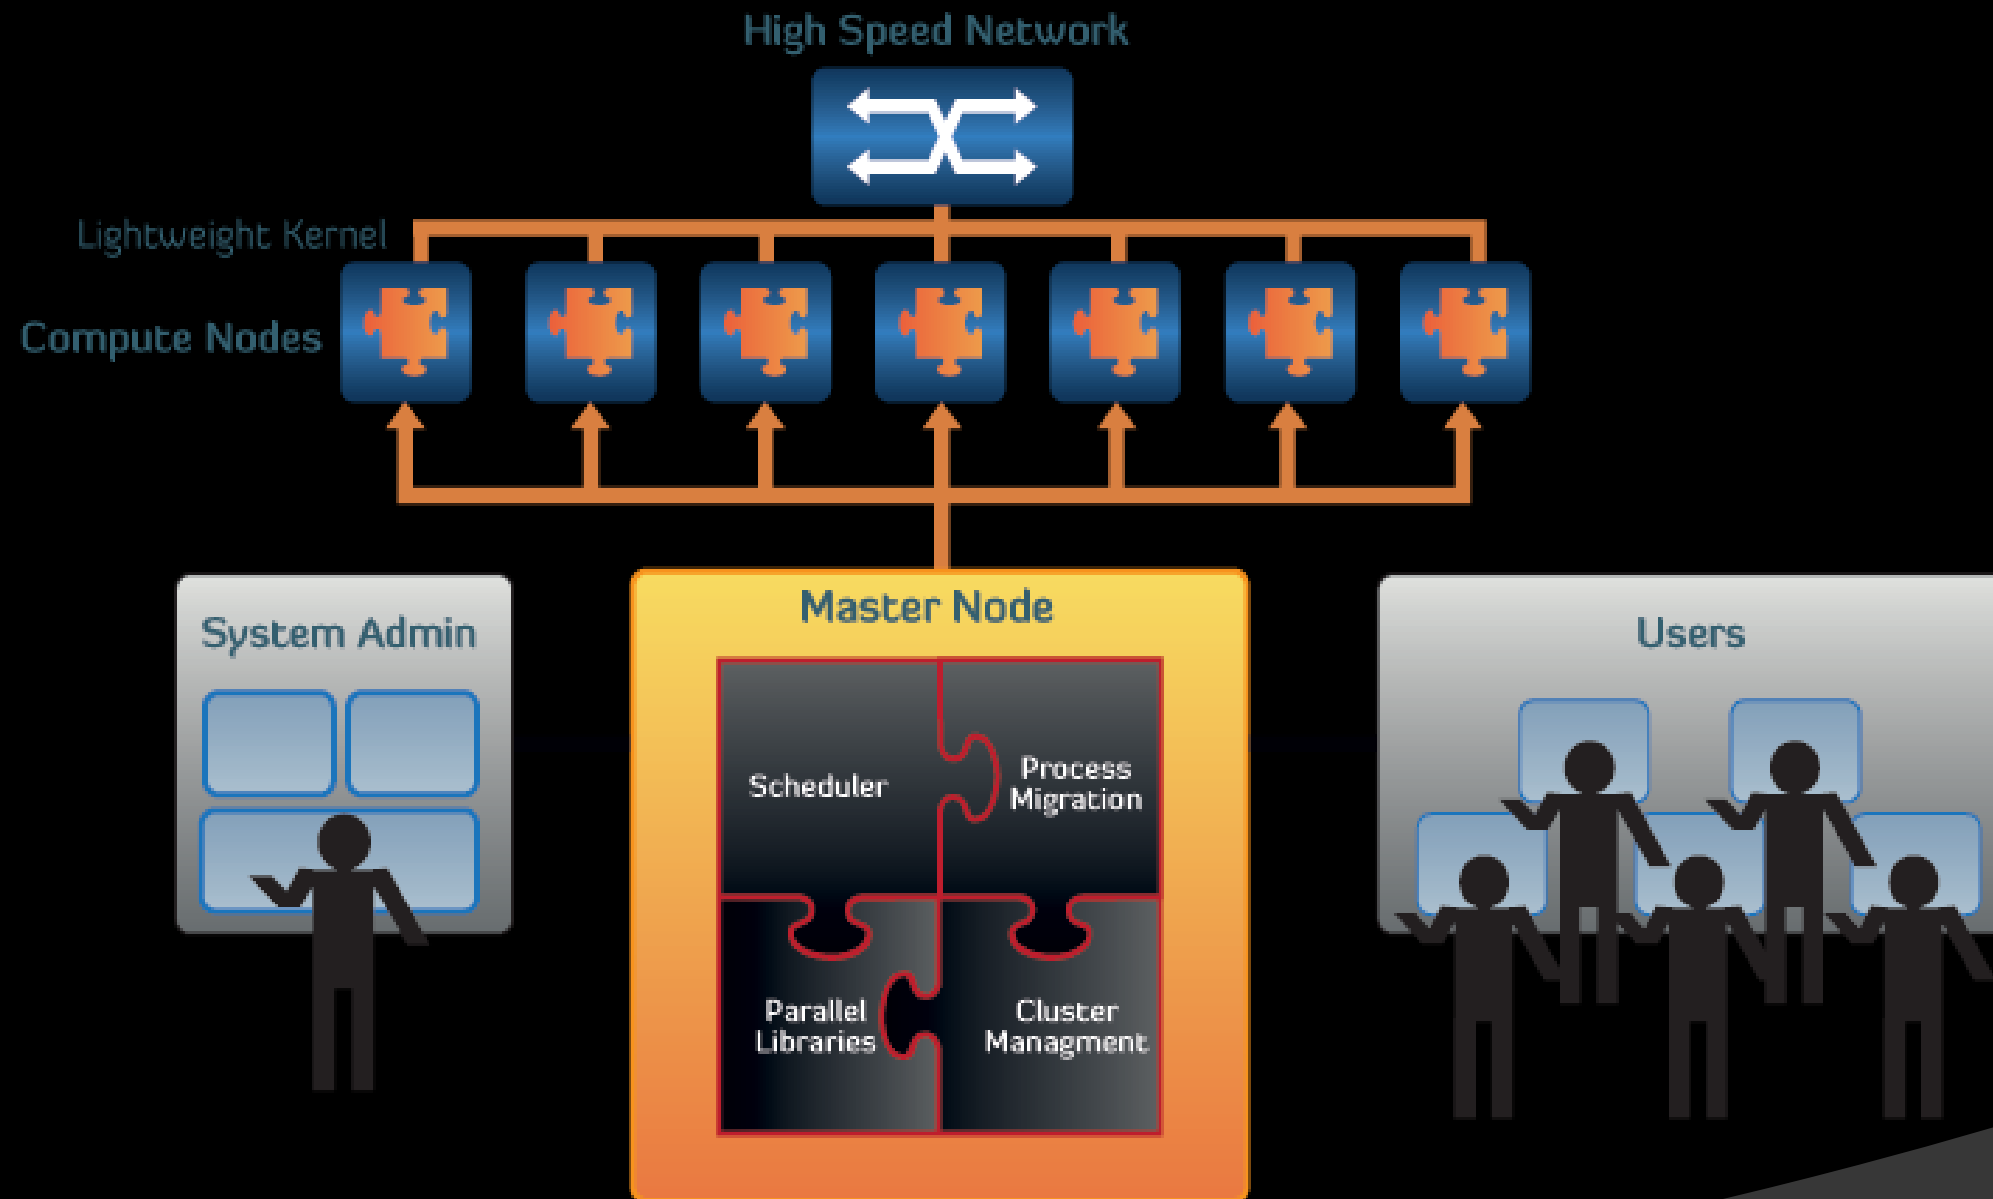 High Speed Network
Lightweight Kernel
Compute Nodes
System Admin
Master Node
Users
Scheduler
Process
Migration
Parallel
Libraries
Cluster
Managment